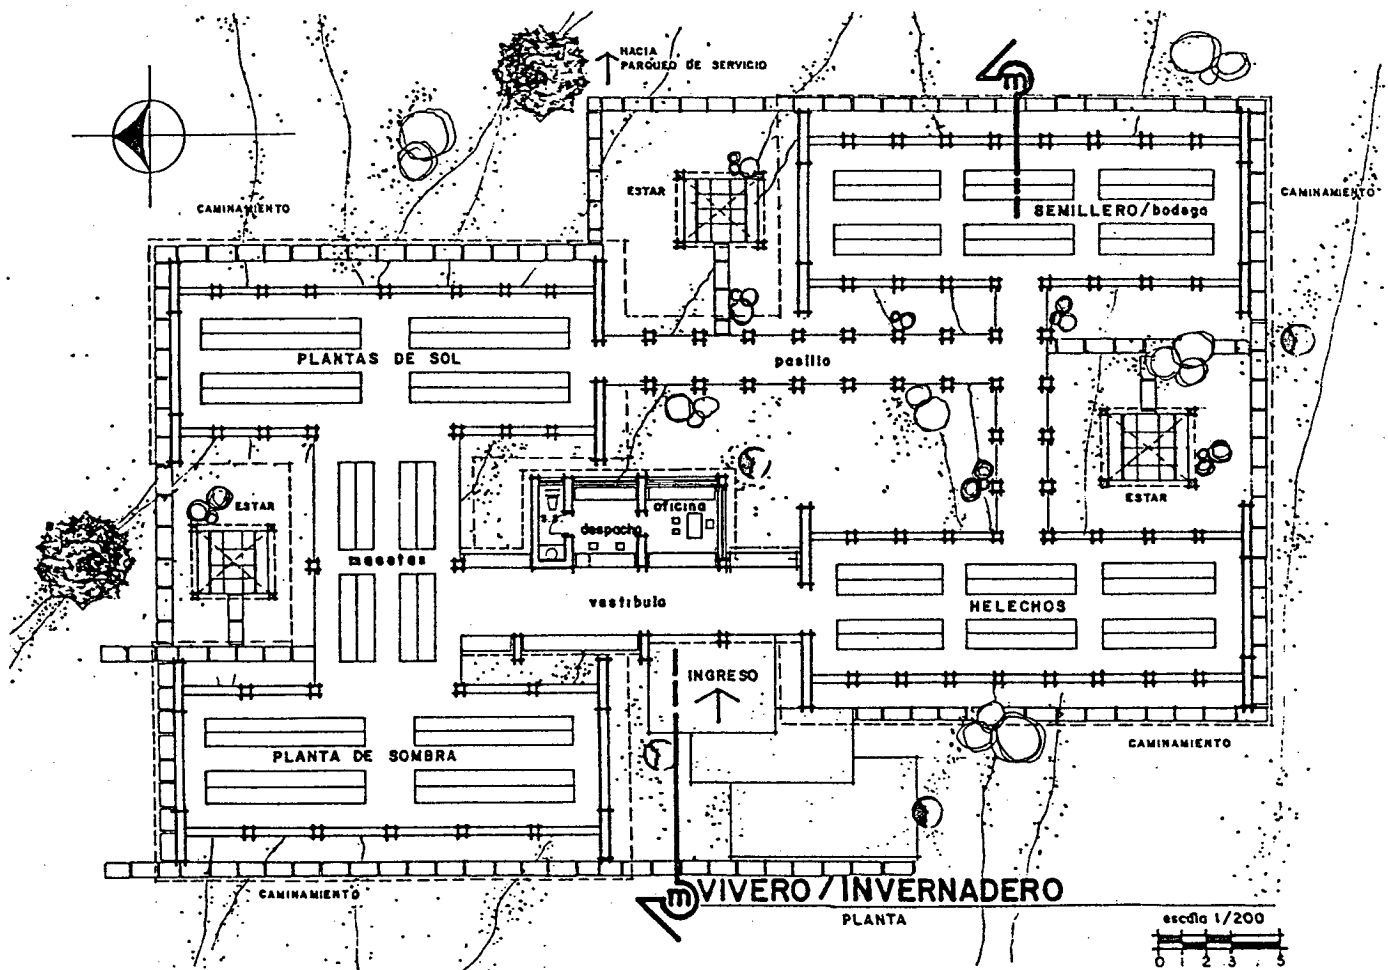 HACIA
PARQUEO DE SERVICIO
m
ESTAR
CAMINAMIENTO
CAMINAMIENTO
SEMILLERO/bodega
PLANTAS DE SOL
pasillo
ESTAR
ESTAR
oficina
S.S.
despacho
macetas
vestibulo
HELECHOS
INGRESO
PLANTA DE SOMBRA
CAMINAMIENTO
CAMINAMIENTO
m
VIVERO/INVERNADERO
PLANTA
escala 1/200
0 1 2 3 5